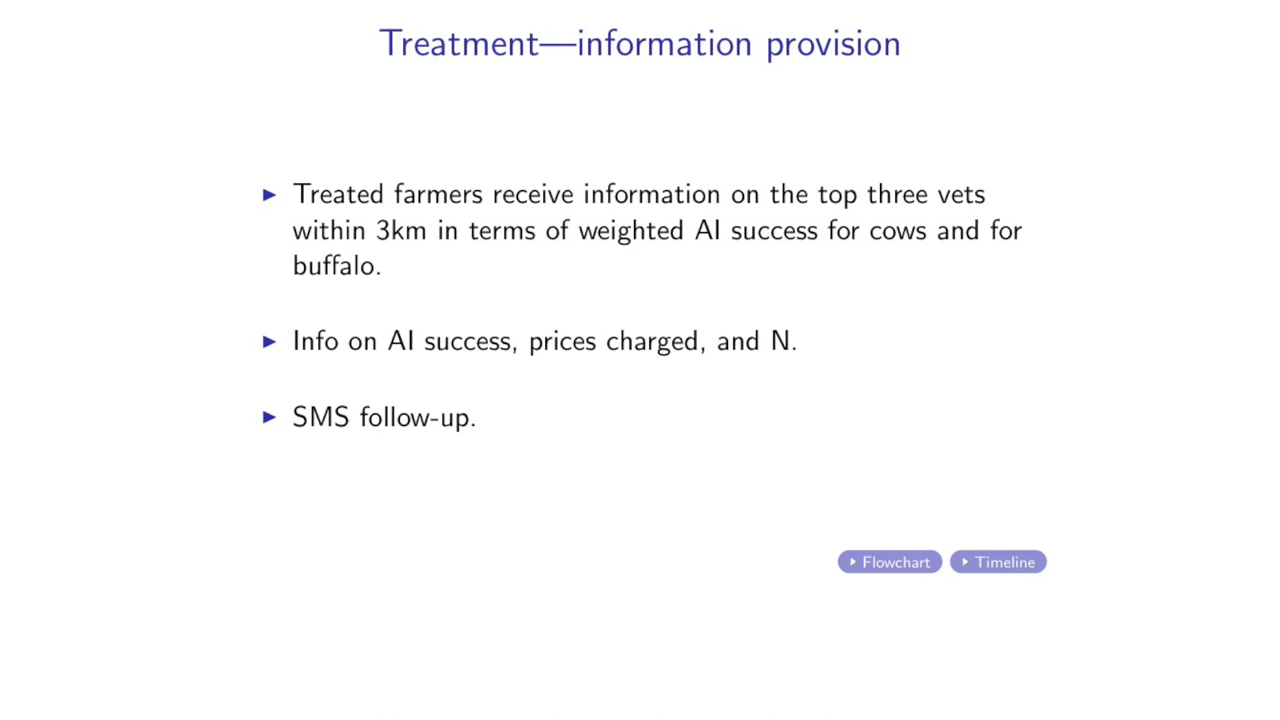 Treatment—information provision
▶ Treated farmers receive information on the top three vets
within 3km in terms of weighted AI success for cows and for
buffalo.
▶ Info on AI success, prices charged, and N.
▶ SMS follow-up.
Flowchart Timeline